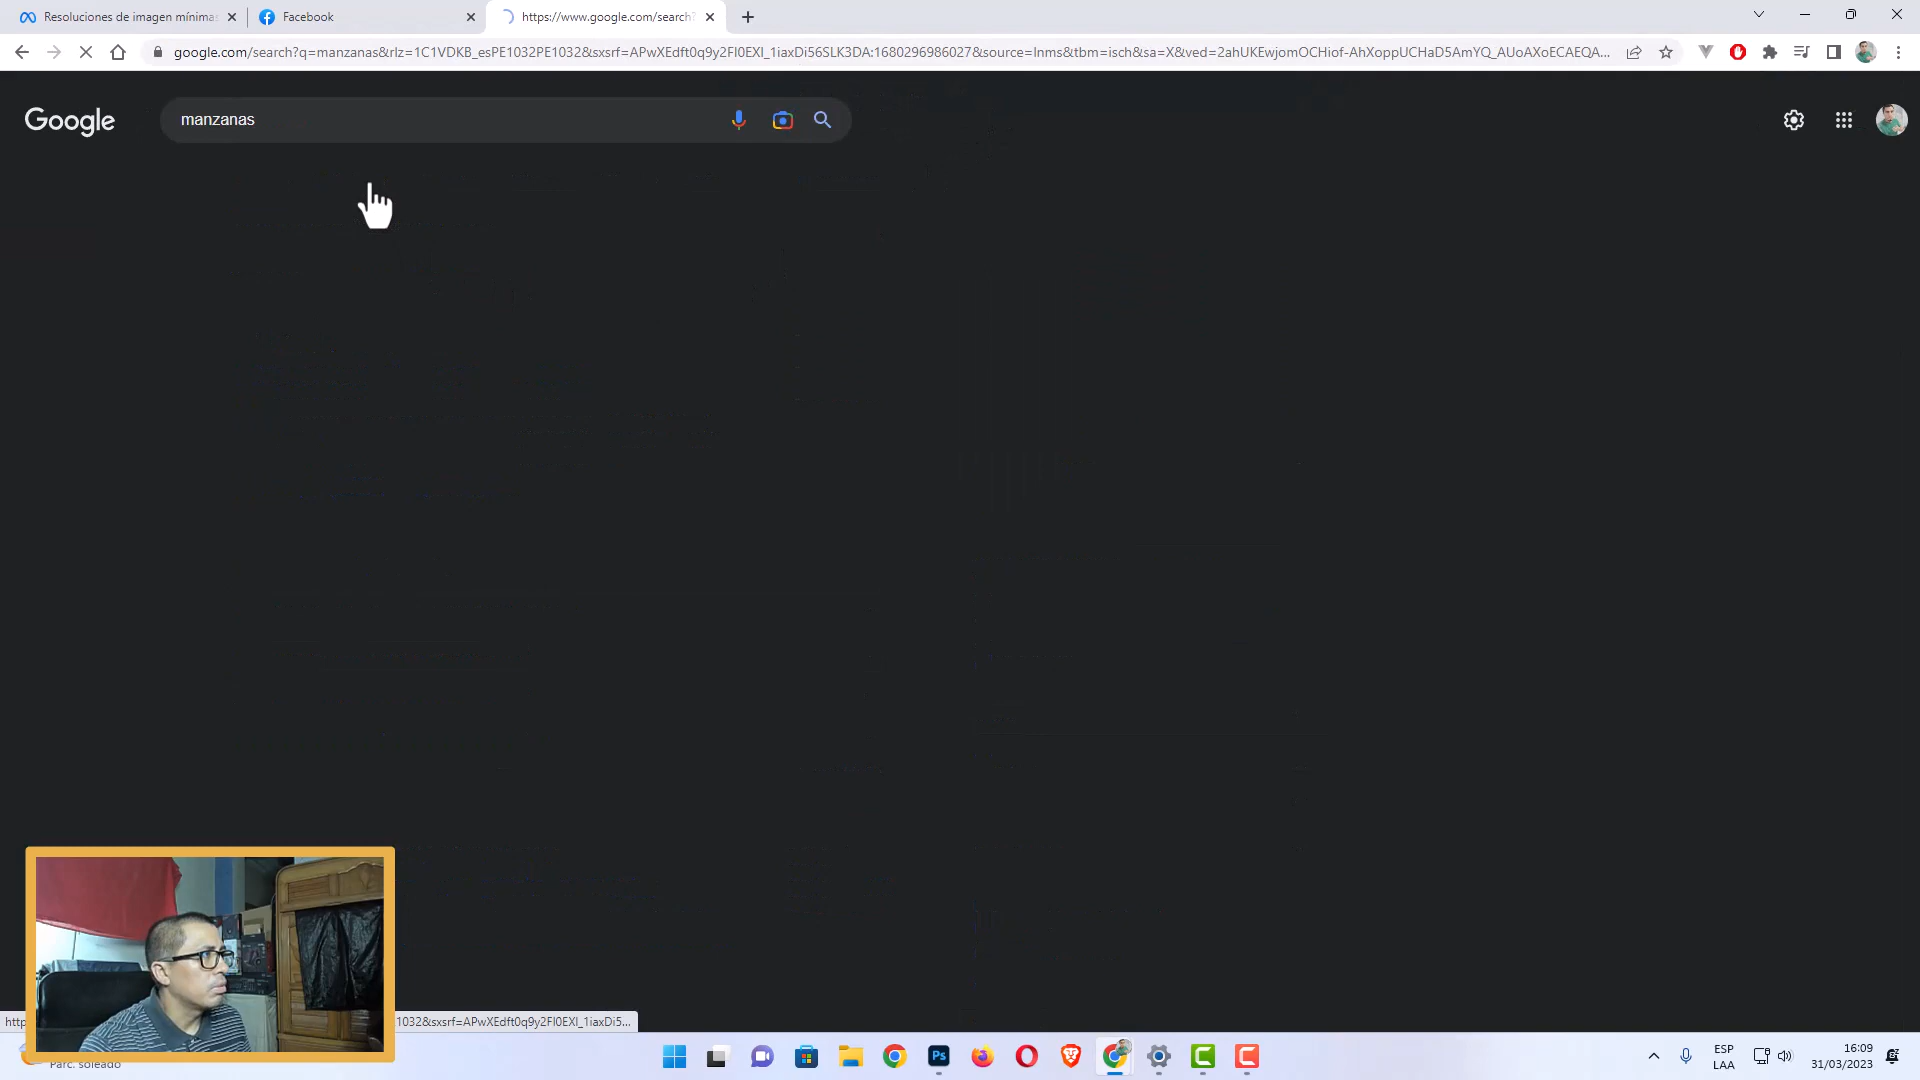 Resoluciones de imagen mínimas
Facebook
https://www.google.com/search?
google.com/search?q=manzanas&rlz=1C1VDKB_esPE1032PE1032&sxsrf=APwXEdft0q9y2FI0EXI_1iaxDi56SLK3DA:1680296986027&source=lnms&tbm=isch&sa=X&ved=2ahUKEwjomOCHiof-AhXoppUCHaD5AmYQ_AUoAXoECAEQA...
Google
manzanas
1032&sxsrf=APwXEdft0q9y2FI0EXI_1iaxDi5...
Parc. soleado
Ps
ESP
LAA
16:09
31/03/2023